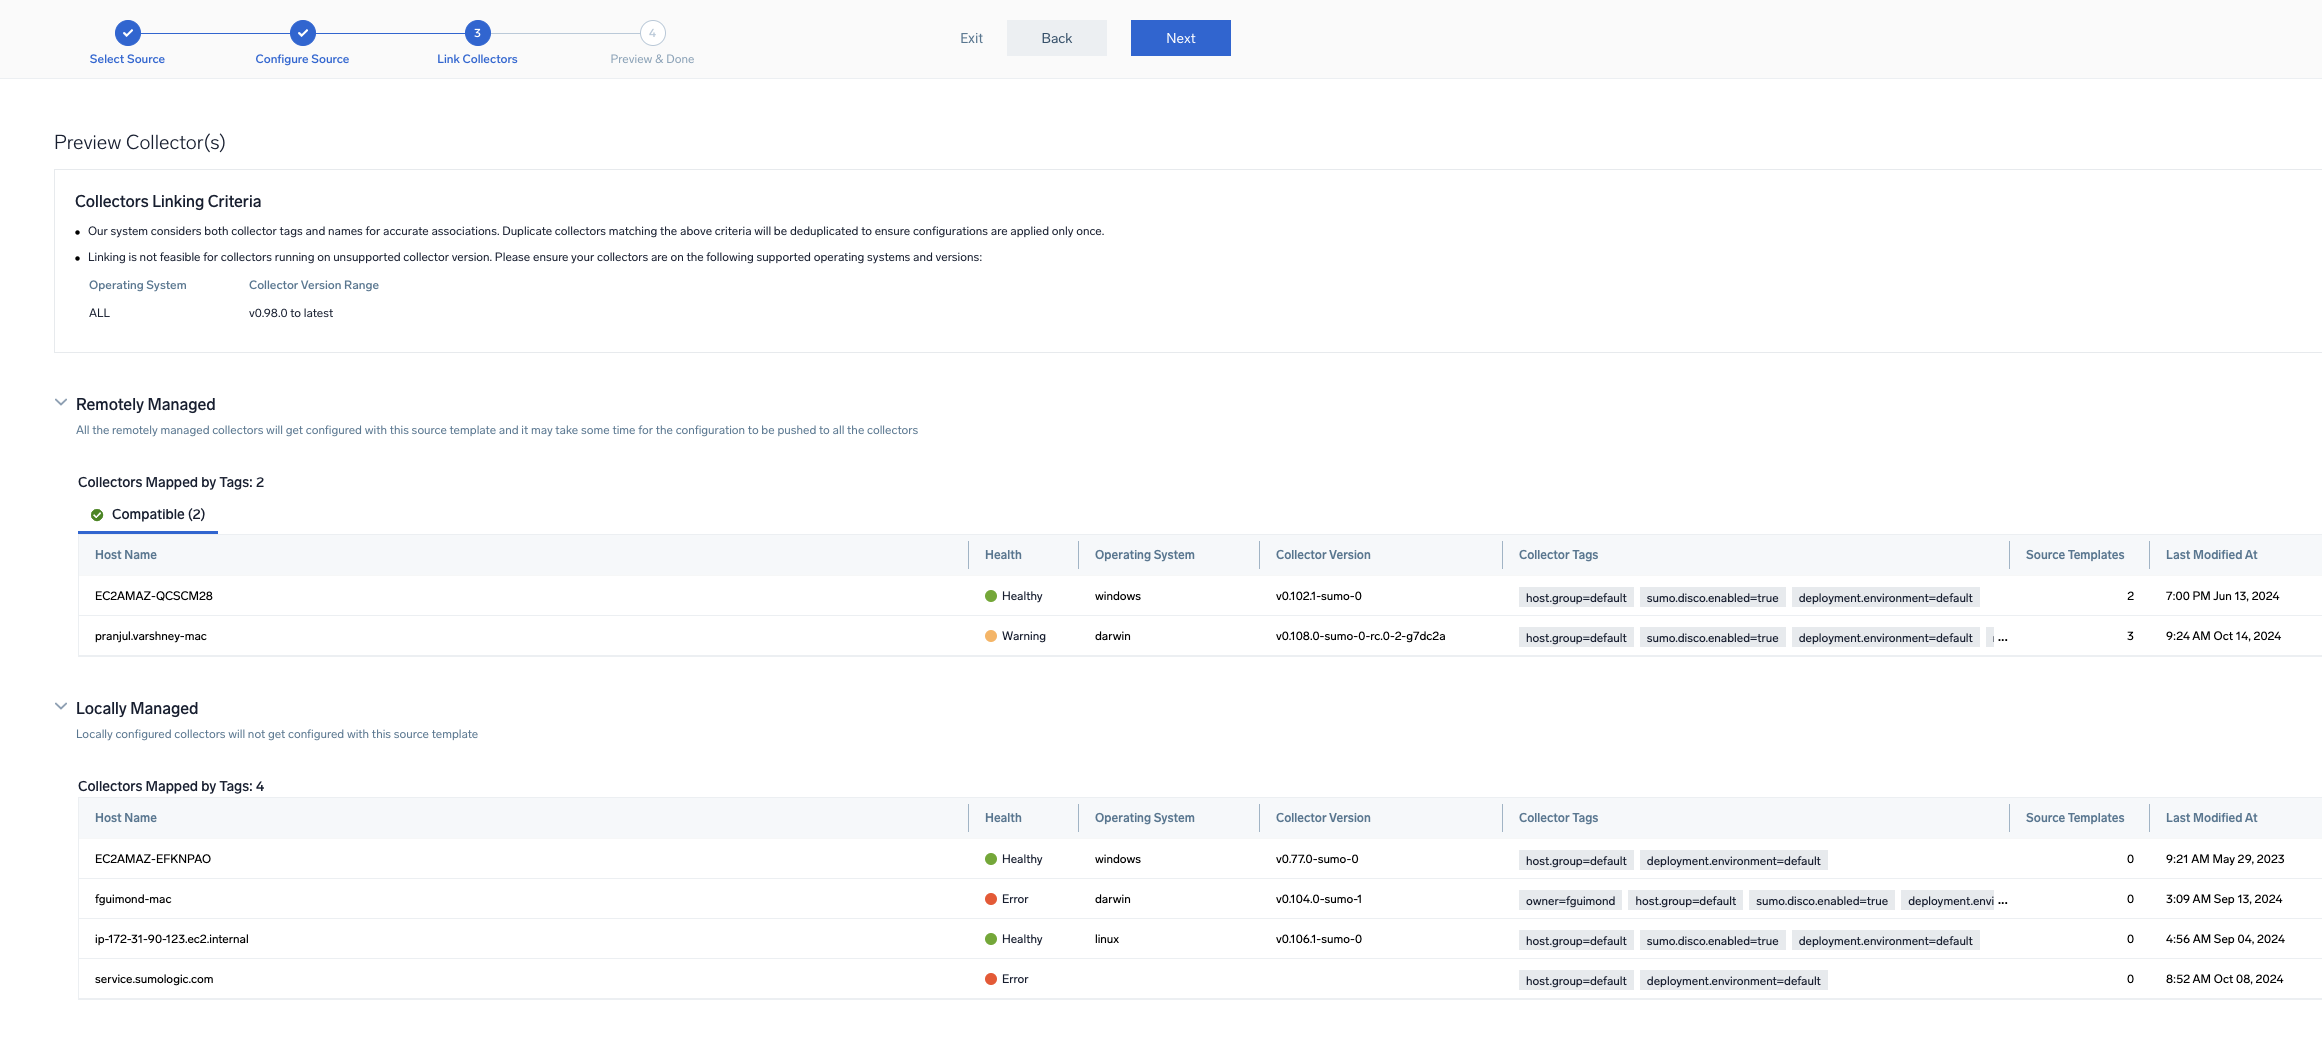 Select Source
Configure Source
3
Link Collectors
4
Preview & Done
Exit
Back
Next
Preview Collector(s)
Collectors Linking Criteria
• Our system considers both collector tags and names for accurate associations. Duplicate collectors matching the above criteria will be deduplicated to ensure configurations are applied only once.
• Linking is not feasible for collectors running on unsupported collector version. Please ensure your collectors are on the following supported operating systems and versions:
Operating System Collector Version Range
ALL v0.98.0 to latest
Remotely Managed
All the remotely managed collectors will get configured with this source template and it may take some time for the configuration to be pushed to all the collectors
Collectors Mapped by Tags: 2
Compatible (2)
Host Name Health Operating System Collector Version Collector Tags Source Templates Last Modified At
EC2AMAZ-QCSCM28 Healthy windows v0.102.1-sumo-0 host.group=default sumo.disco.enabled=true deployment.environment=default 2 7:00 PM Jun 13, 2024
pranjul.varshney-mac Warning darwin v0.108.0-sumo-0-rc.0-2-g7dc2a host.group=default sumo.disco.enabled=true deployment.environment=default ... 3 9:24 AM Oct 14, 2024
Locally Managed
Locally configured collectors will not get configured with this source template
Collectors Mapped by Tags: 4
Host Name Health Operating System Collector Version Collector Tags Source Templates Last Modified At
EC2AMAZ-EFKNPAO Healthy windows v0.77.0-sumo-0 host.group=default deployment.environment=default 0 9:21 AM May 29, 2023
fguimond-mac Error darwin v0.104.0-sumo-1 owner=fguimond host.group=default sumo.disco.enabled=true deployment.envi ... 0 3:09 AM Sep 13, 2024
ip-172-31-90-123.ec2.internal Healthy linux v0.106.1-sumo-0 host.group=default sumo.disco.enabled=true deployment.environment=default 0 4:56 AM Sep 04, 2024
service.sumologic.com Error host.group=default deployment.environment=default 0 8:52 AM Oct 08, 2024